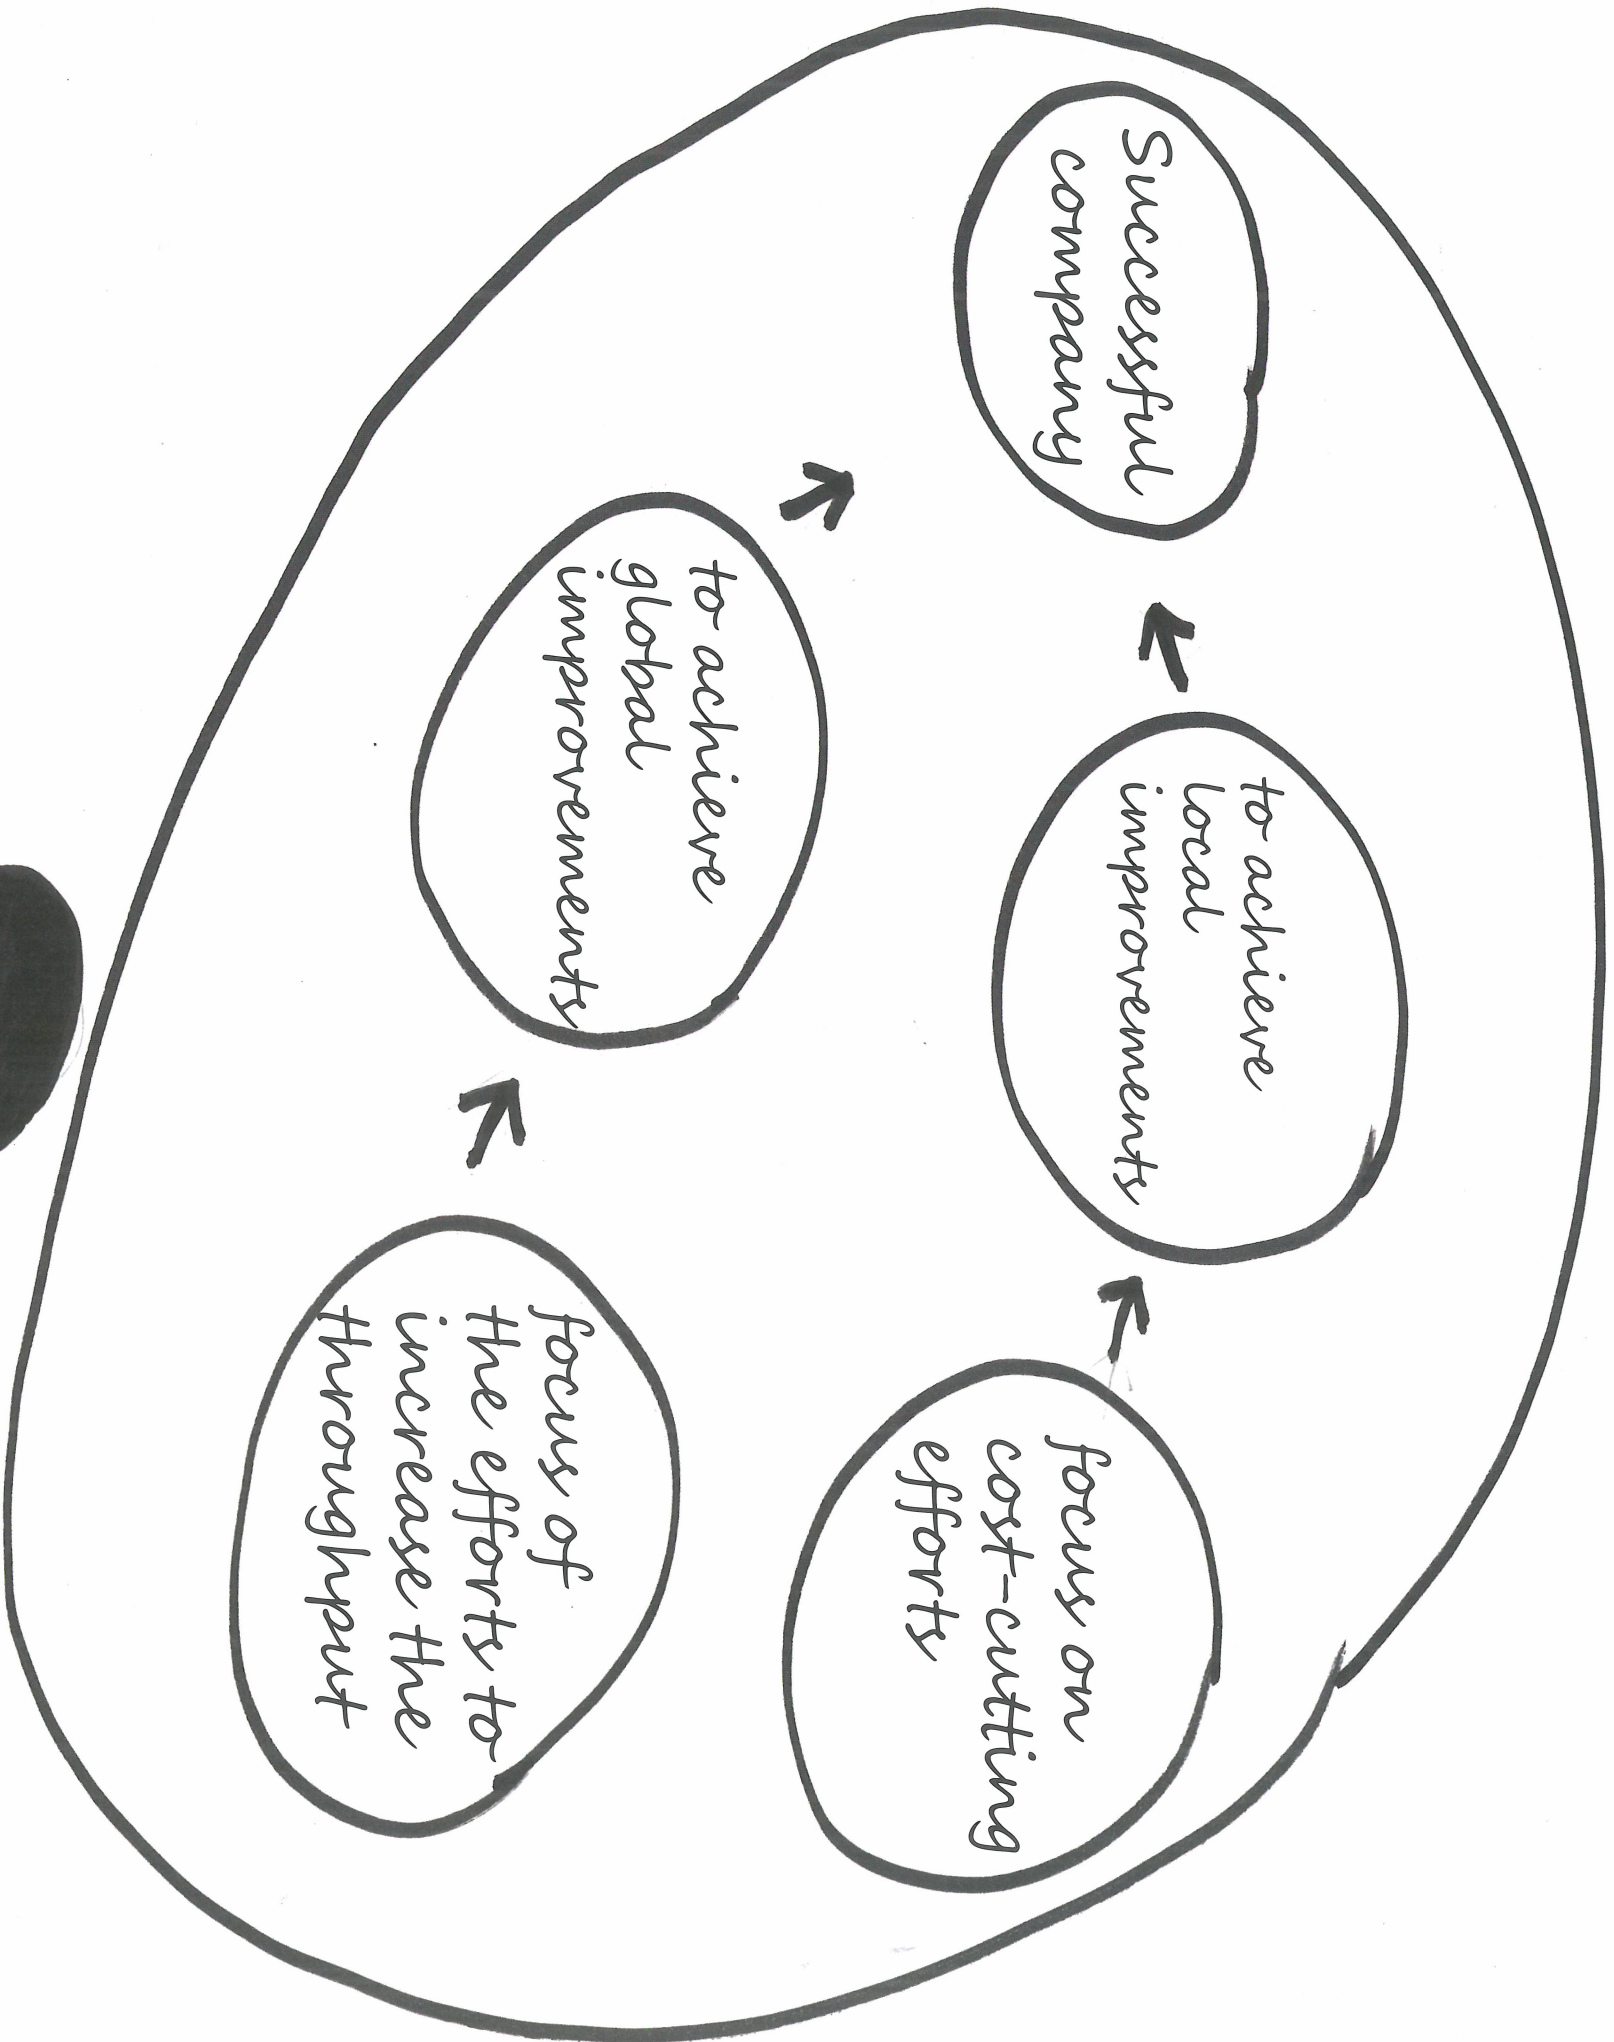 Successful
company
to achieve
local
improvements
focus on
cost-cutting
efforts
to achieve
global
improvements
focus of
the efforts to
increase the
throughput